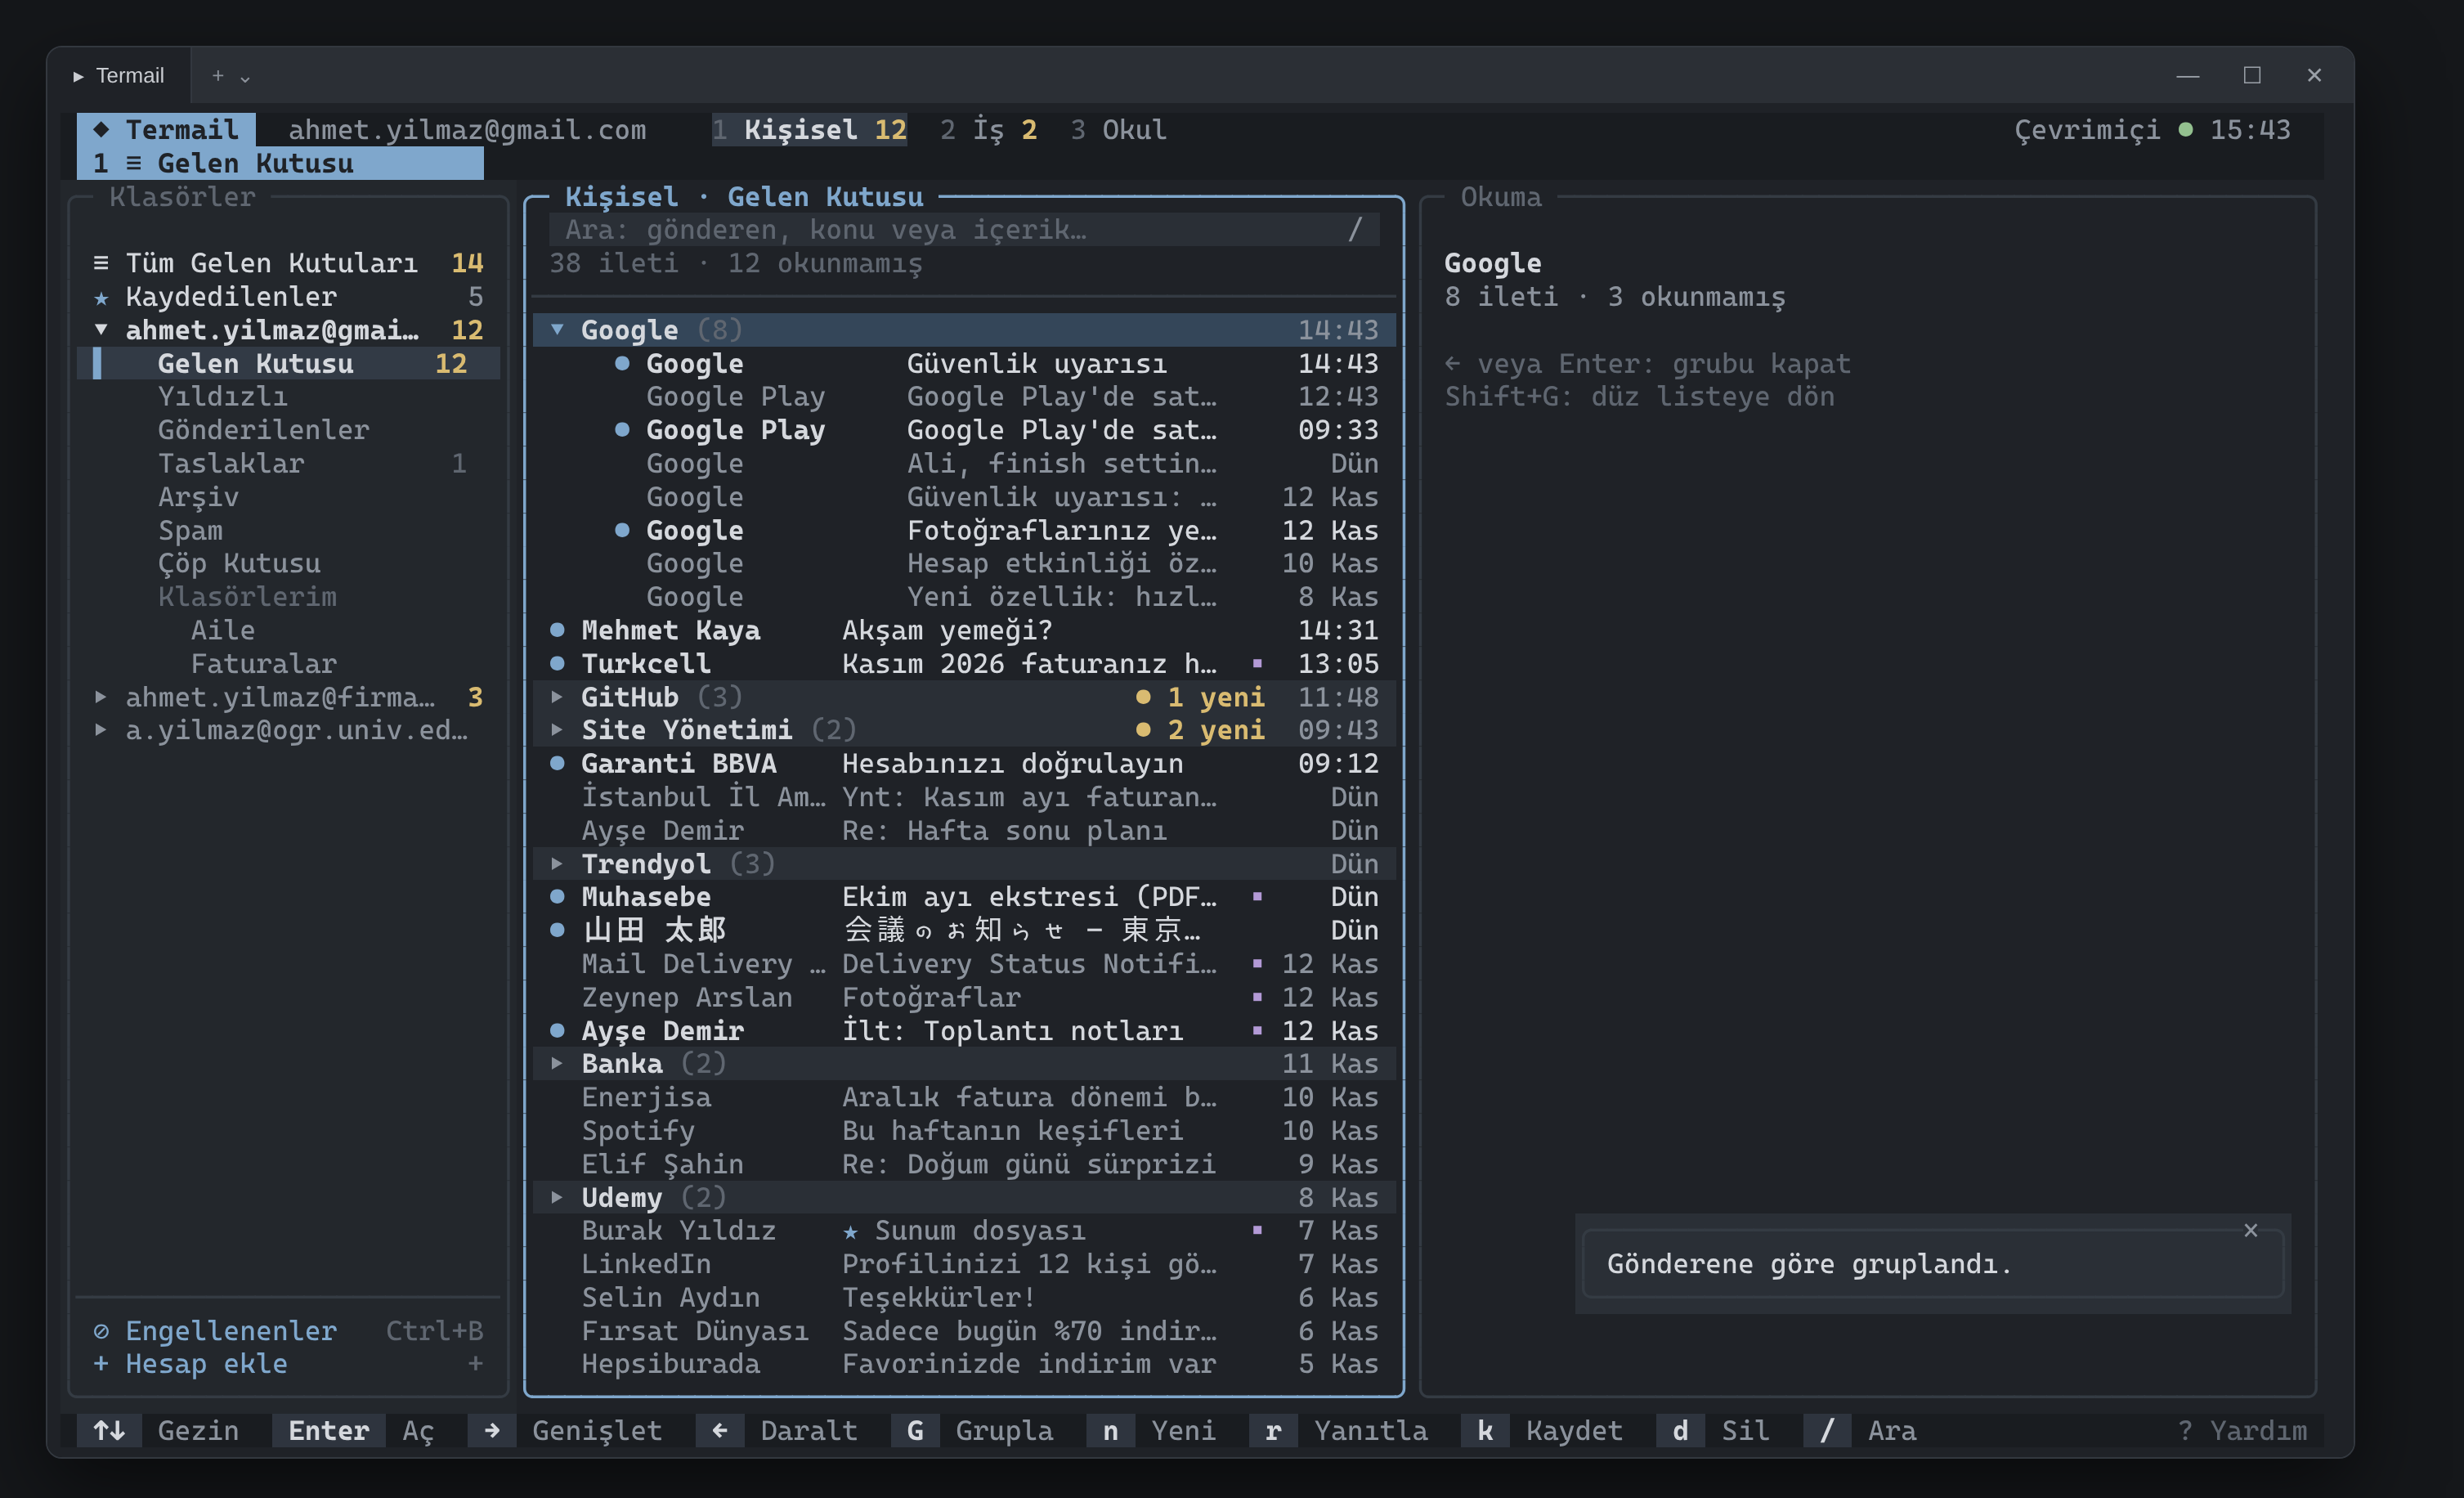 ▸ Termail + ⌄ — ☐ ✕
◆ Termail ahmet.yilmaz@gmail.com 1 Kişisel 12 2 İş 2 3 Okul Çevrimiçi ● 15:43
1 ≡ Gelen Kutusu
Klasörler
≡ Tüm Gelen Kutuları 14
★ Kaydedilenler 5
▼ ahmet.yilmaz@gmai… 12
Gelen Kutusu 12
Yıldızlı
Gönderilenler
Taslaklar 1
Arşiv
Spam
Çöp Kutusu
Klasörlerim
Aile
Faturalar
▶ ahmet.yilmaz@firma… 3
▶ a.yilmaz@ogr.univ.ed…
⊘ Engellenenler Ctrl+B
+ Hesap ekle +
Kişisel · Gelen Kutusu
Ara: gönderen, konu veya içerik… /
38 ileti · 12 okunmamış
▼ Google (8) 14:43
● Google Güvenlik uyarısı 14:43
Google Play Google Play'de sat… 12:43
● Google Play Google Play'de sat… 09:33
Google Ali, finish settin… Dün
Google Güvenlik uyarısı: … 12 Kas
● Google Fotoğraflarınız ye… 12 Kas
Google Hesap etkinliği öz… 10 Kas
Google Yeni özellik: hızl… 8 Kas
● Mehmet Kaya Akşam yemeği? 14:31
● Turkcell Kasım 2026 faturanız h… ▪ 13:05
▶ GitHub (3) ● 1 yeni 11:48
▶ Site Yönetimi (2) ● 2 yeni 09:43
● Garanti BBVA Hesabınızı doğrulayın 09:12
İstanbul İl Am… Ynt: Kasım ayı faturan… Dün
Ayşe Demir Re: Hafta sonu planı Dün
▶ Trendyol (3) Dün
● Muhasebe Ekim ayı ekstresi (PDF… ▪ Dün
● 山田 太郎 会議のお知らせ — 東京… Dün
Mail Delivery … Delivery Status Notifi… ▪ 12 Kas
Zeynep Arslan Fotoğraflar ▪ 12 Kas
● Ayşe Demir İlt: Toplantı notları ▪ 12 Kas
▶ Banka (2) 11 Kas
Enerjisa Aralık fatura dönemi b… 10 Kas
Spotify Bu haftanın keşifleri 10 Kas
Elif Şahin Re: Doğum günü sürprizi 9 Kas
▶ Udemy (2) 8 Kas
Burak Yıldız ★ Sunum dosyası ▪ 7 Kas
LinkedIn Profilinizi 12 kişi gö… 7 Kas
Selin Aydın Teşekkürler! 6 Kas
Fırsat Dünyası Sadece bugün %70 indir… 6 Kas
Hepsiburada Favorinizde indirim var 5 Kas
Okuma
Google
8 ileti · 3 okunmamış
← veya Enter: grubu kapat
Shift+G: düz listeye dön
×
Gönderene göre gruplandı.
↑↓ Gezin Enter Aç → Genişlet ← Daralt G Grupla n Yeni r Yanıtla k Kaydet d Sil / Ara ? Yardım